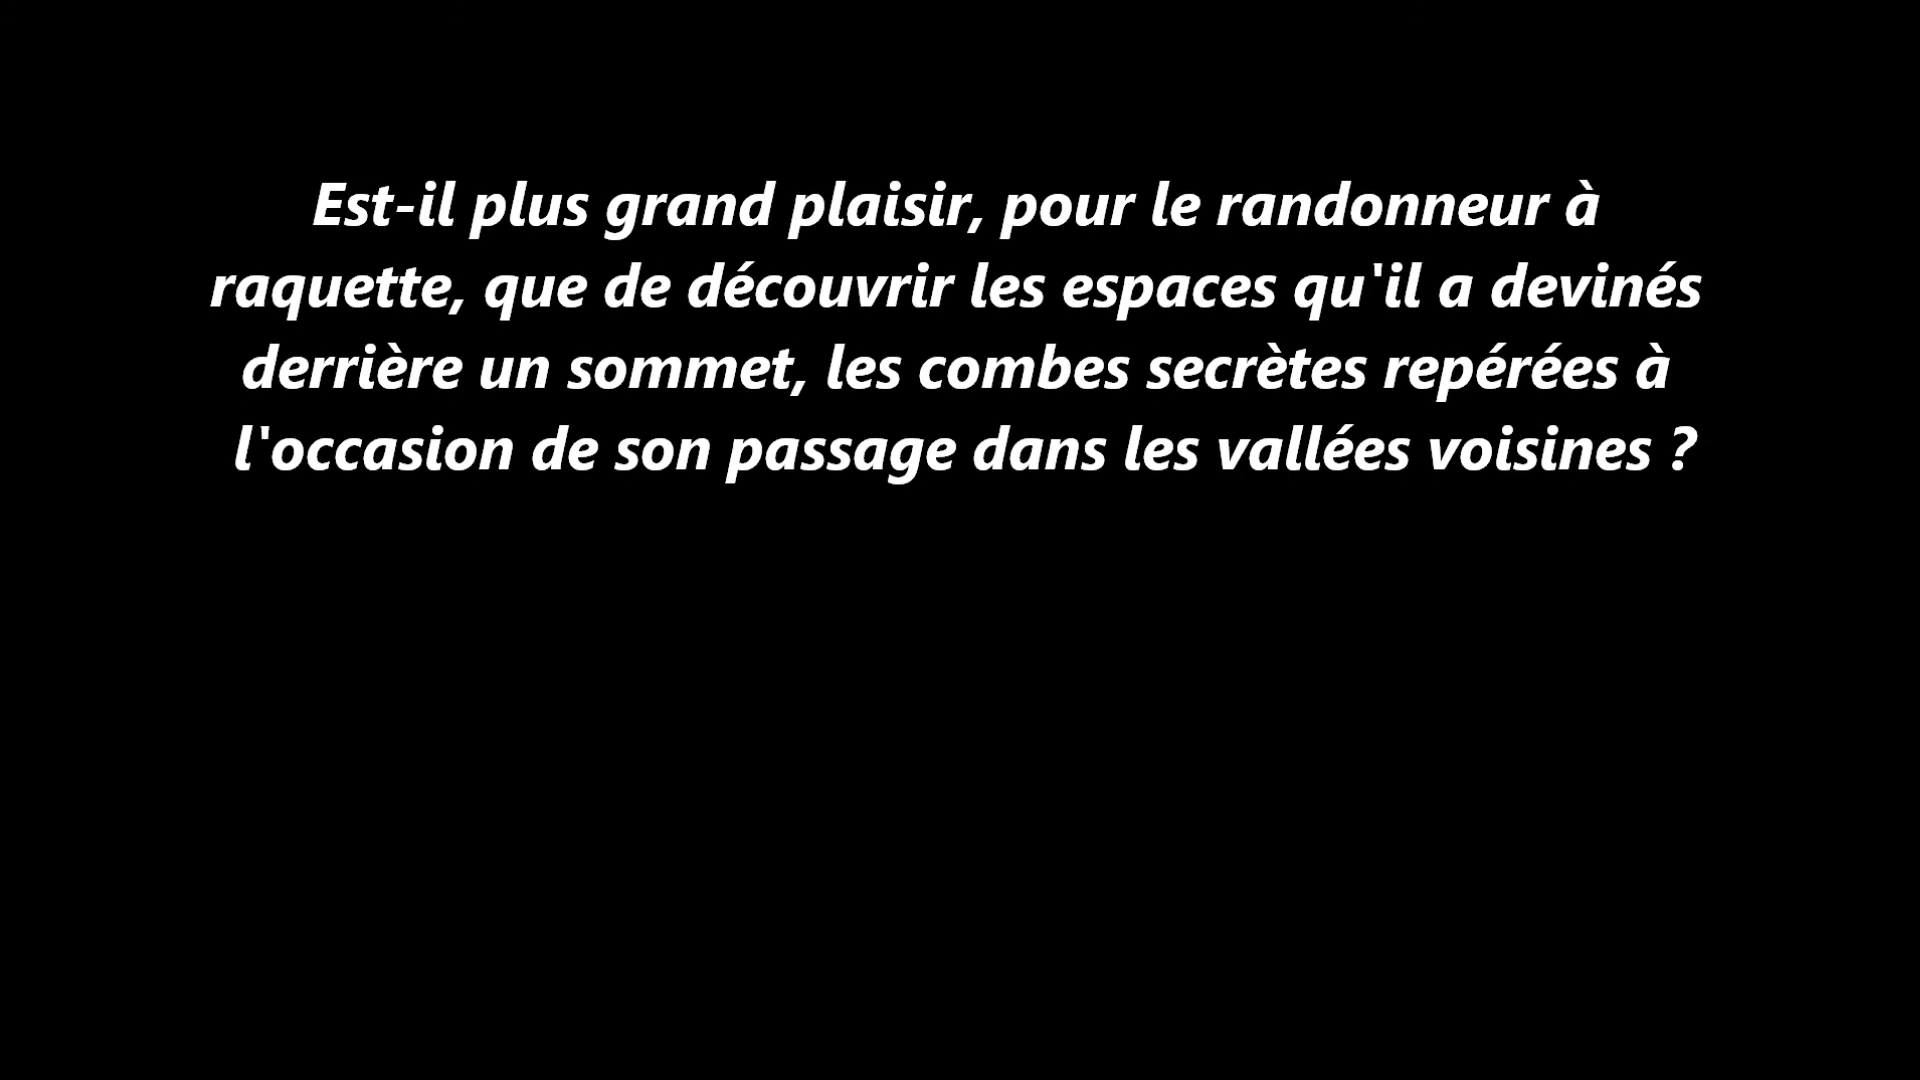 Est-il plus grand plaisir, pour le randonneur à
raquette, que de découvrir les espaces qu'il a devinés
derrière un sommet, les combes secrètes repérées à
l'occasion de son passage dans les vallées voisines ?